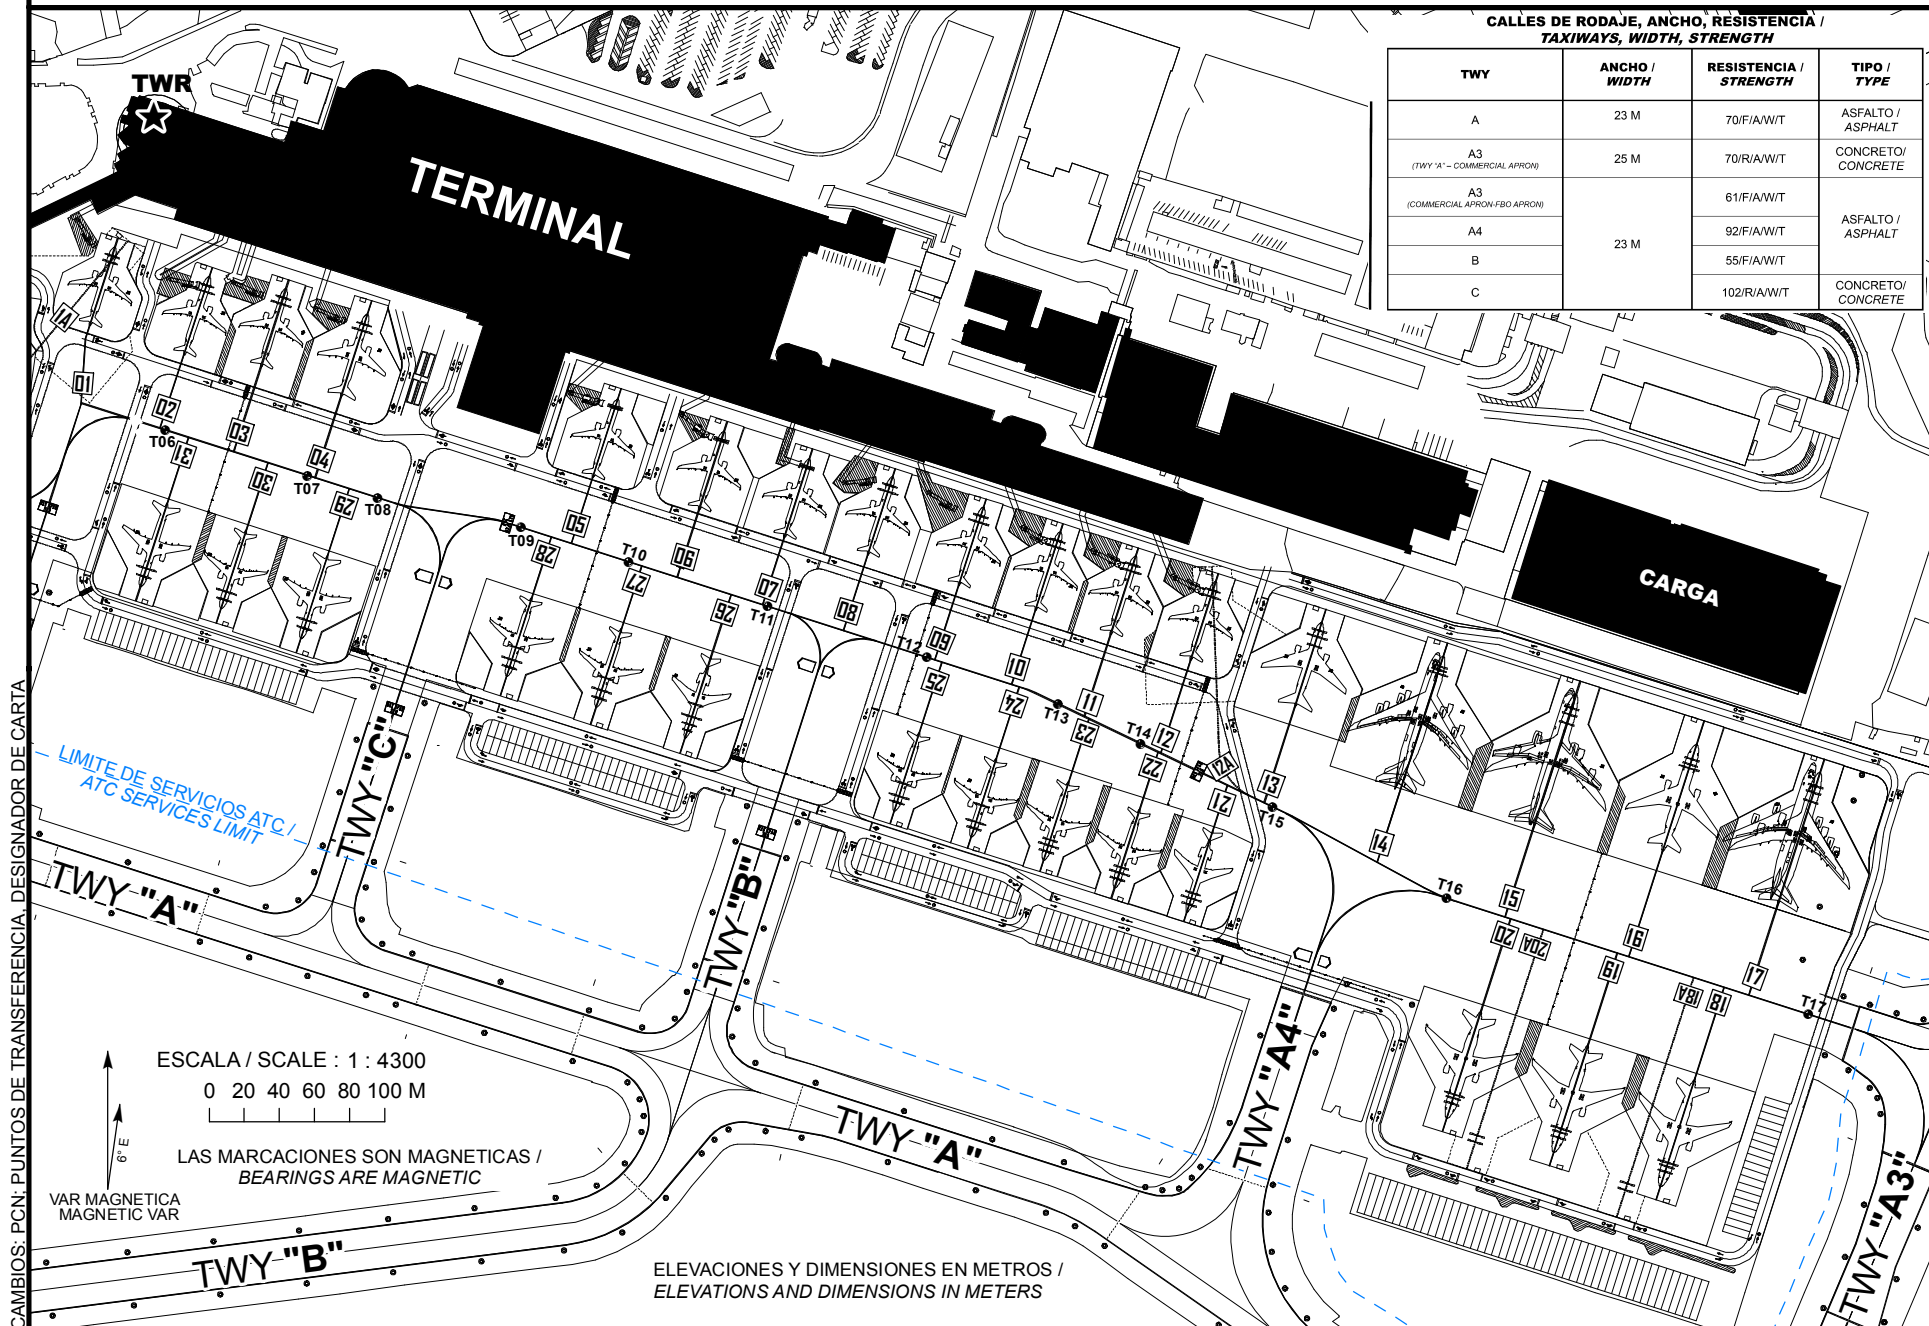 CALLES DE RODAJE, ANCHO, RESISTENCIA /
TAXIWAYS, WIDTH, STRENGTH
TWY
ANCHO /
WIDTH
RESISTENCIA /
STRENGTH
TIPO /
TYPE
A
23 M
70/F/A/W/T
ASFALTO /
ASPHALT
A3
(TWY "A" – COMMERCIAL APRON)
25 M
70/R/A/W/T
CONCRETO/
CONCRETE
A3
(COMMERCIAL APRON-FBO APRON)
61/F/A/W/T
A4
92/F/A/W/T
ASFALTO /
ASPHALT
23 M
B
55/F/A/W/T
C
102/R/A/W/T
CONCRETO/
CONCRETE
TWR
TERMINAL
CARGA
1A
01
02
03
04
05
06
07
08
09
10
11
12
12A
13
14
15
16
17
18
18A
19
20
20A
21
22
23
24
25
26
27
28
29
30
31
T06
T07
T08
T09
T10
T11
T12
T13
T14
T15
T16
T17
LIMITE DE SERVICIOS ATC /
ATC SERVICES LIMIT
TWY "C"
TWY "B"
TWY "A4"
TWY "A"
TWY "A"
TWY "B"
TWY "A3"
ESCALA / SCALE : 1 : 4300
0 20 40 60 80 100 M
LAS MARCACIONES SON MAGNETICAS /
BEARINGS ARE MAGNETIC
6° E
VAR MAGNETICA
MAGNETIC VAR
ELEVACIONES Y DIMENSIONES EN METROS /
ELEVATIONS AND DIMENSIONS IN METERS
CAMBIOS: PCN; PUNTOS DE TRANSFERENCIA, DESIGNADOR DE CARTA